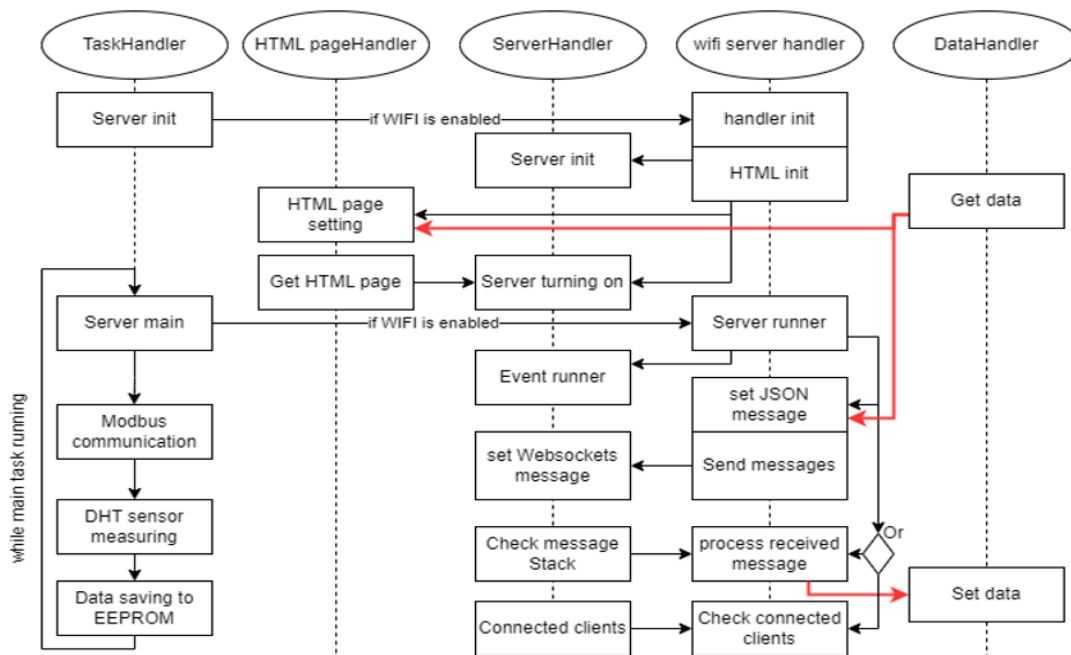 TaskHandler
HTML pageHandler
ServerHandler
wifi server handler
DataHandler
Server init
if WIFI is enabled
handler init
Server init
HTML init
HTML page
setting
Get data
Get HTML page
Server turning on
Server main
if WIFI is enabled
Server runner
Event runner
set JSON
message
Modbus
communication
set Websockets
message
Send messages
while main task running
DHT sensor
measuring
Check message
Stack
process received
message
Or
Data saving to
EEPROM
Set data
Connected clients
Check connected
clients